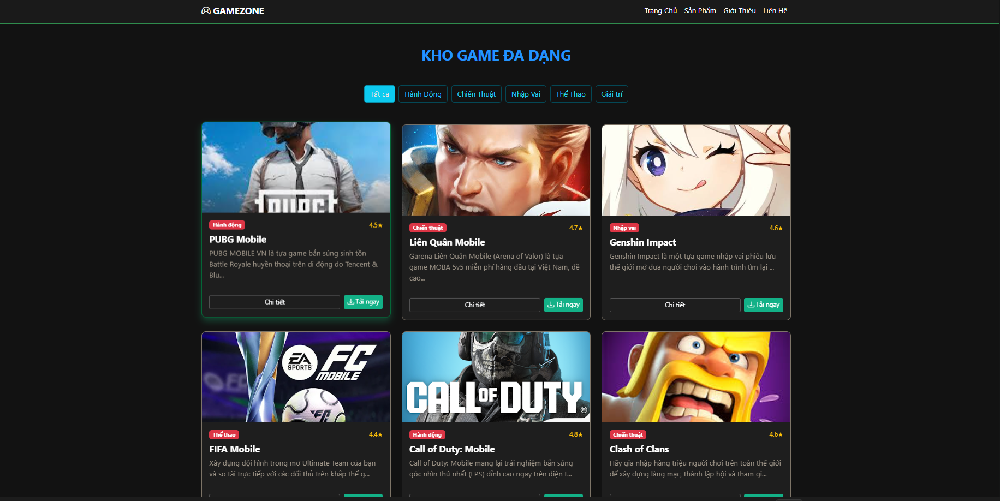 GAMEZONE
Trang Chủ Sản Phẩm Giới Thiệu Liên Hệ
KHO GAME ĐA DẠNG
Tất cả Hành Động Chiến Thuật Nhập Vai Thể Thao Giải trí
PUBG
Hành động 4.5★
PUBG Mobile
PUBG MOBILE VN là tựa game bắn súng sinh tồn
Battle Royale huyền thoại trên di động do Tencent &
Blu...
Chi tiết Tải ngay
Chiến thuật 4.7★
Liên Quân Mobile
Garena Liên Quân Mobile (Arena of Valor) là tựa
game MOBA 5v5 miễn phí hàng đầu tại Việt Nam, đề
cao...
Chi tiết Tải ngay
Nhập vai 4.6★
Genshin Impact
Genshin Impact là một tựa game nhập vai phiêu lưu
thế giới mở đưa người chơi vào hành trình tìm lại ...
Chi tiết Tải ngay
EA SPORTS FC MOBILE
Thể thao 4.4★
FIFA Mobile
Xây dựng đội hình trong mơ Ultimate Team của bạn
và so tài trực tiếp với các đối thủ trên khắp thế g...
CALL OF DUTY®
Hành động 4.8★
Call of Duty: Mobile
Call of Duty: Mobile mang lại trải nghiệm bắn súng
góc nhìn thứ nhất (FPS) đỉnh cao ngay trên điện t...
Chiến thuật 4.6★
Clash of Clans
Hãy gia nhập hàng triệu người chơi trên toàn thế giới
để xây dựng làng mạc, thành lập hội và tham gi...